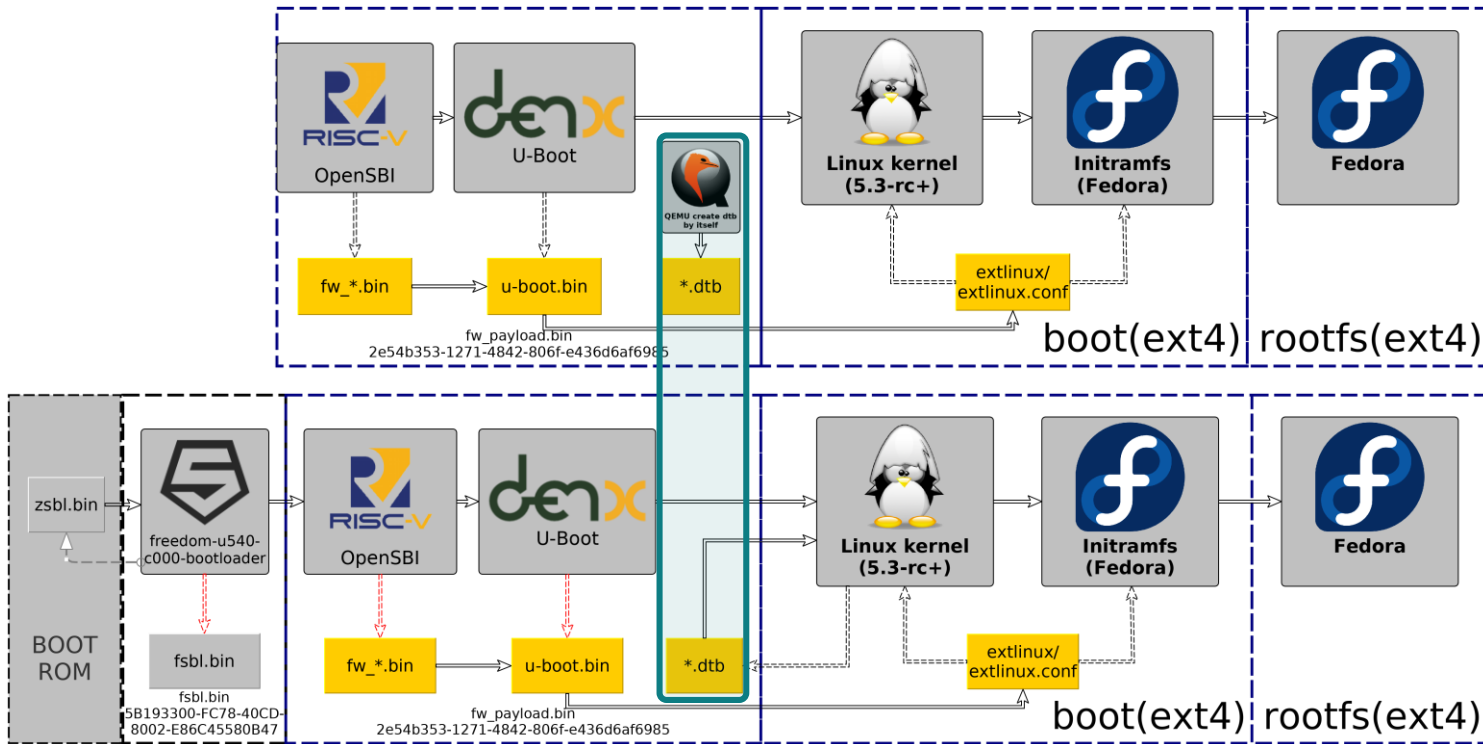 RISC-V
OpenSBI
denx
U-Boot
QEMU create dtb
by itself
Linux kernel
(5.3-rc+)
Initramfs
(Fedora)
Fedora
fw_*.bin
u-boot.bin
*.dtb
extlinux/
extlinux.conf
fw_payload.bin
2e54b353-1271-4842-806f-e436d6af6985
boot(ext4)
rootfs(ext4)
zsbl.bin
BOOT
ROM
freedom-u540-
c000-bootloader
fsbl.bin
fsbl.bin
5B193300-FC78-40CD-
8002-E86C45580B47
RISC-V
OpenSBI
denx
U-Boot
Linux kernel
(5.3-rc+)
Initramfs
(Fedora)
Fedora
fw_*.bin
u-boot.bin
*.dtb
extlinux/
extlinux.conf
fw_payload.bin
2e54b353-1271-4842-806f-e436d6af6985
boot(ext4)
rootfs(ext4)